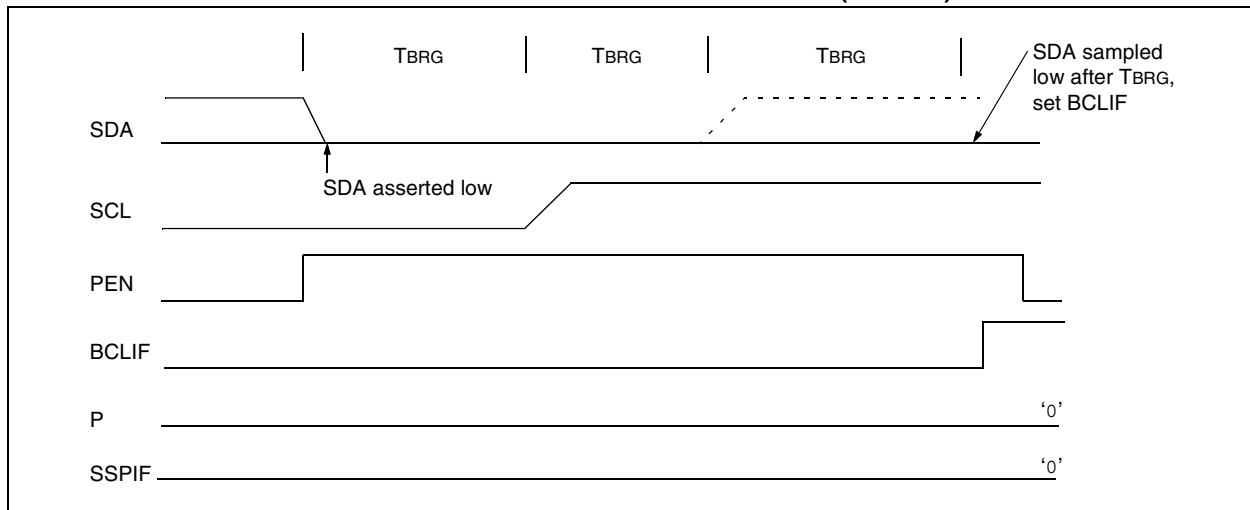 TBRG TBRG TBRG
SDA sampled
low after TBRG,
set BCLIF
SDA
SDA asserted low
SCL
PEN
BCLIF
P
‘0’
SSPIF
‘0’